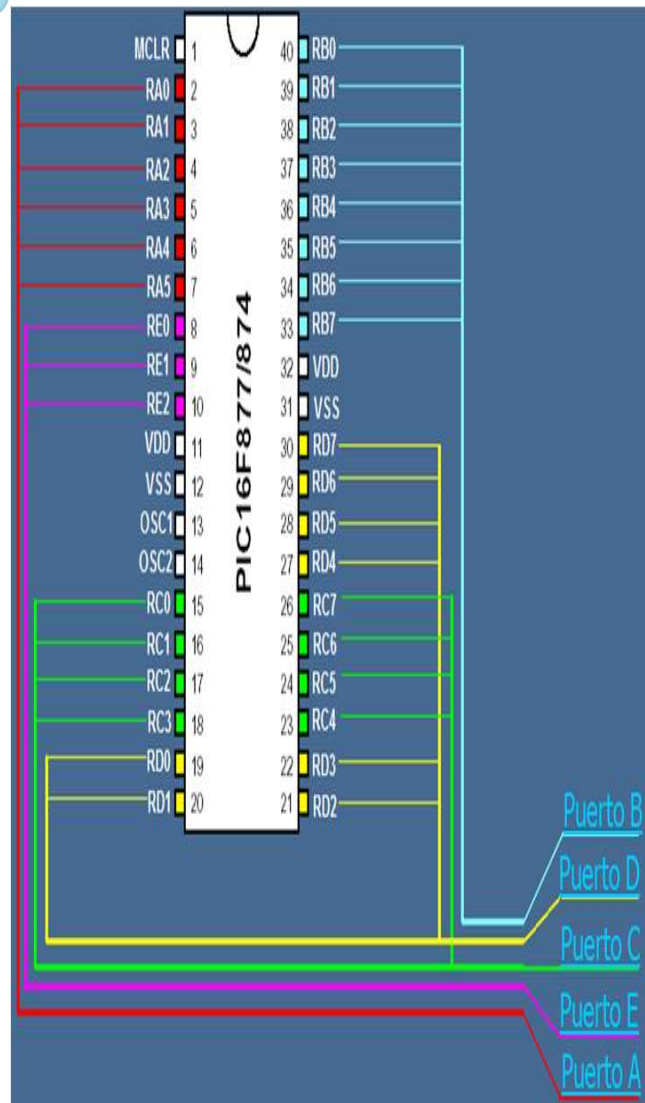 MCLR 1 40 RB0
RA0 2 39 RB1
RA1 3 38 RB2
RA2 4 37 RB3
RA3 5 36 RB4
RA4 6 35 RB5
RA5 7 34 RB6
RE0 8 33 RB7
RE1 9 32 VDD
RE2 10 31 VSS
VDD 11 30 RD7
VSS 12 29 RD6
OSC1 13 28 RD5
OSC2 14 27 RD4
RC0 15 26 RC7
RC1 16 25 RC6
RC2 17 24 RC5
RC3 18 23 RC4
RD0 19 22 RD3
RD1 20 21 RD2
PIC16F877/874
Puerto B
Puerto D
Puerto C
Puerto E
Puerto A